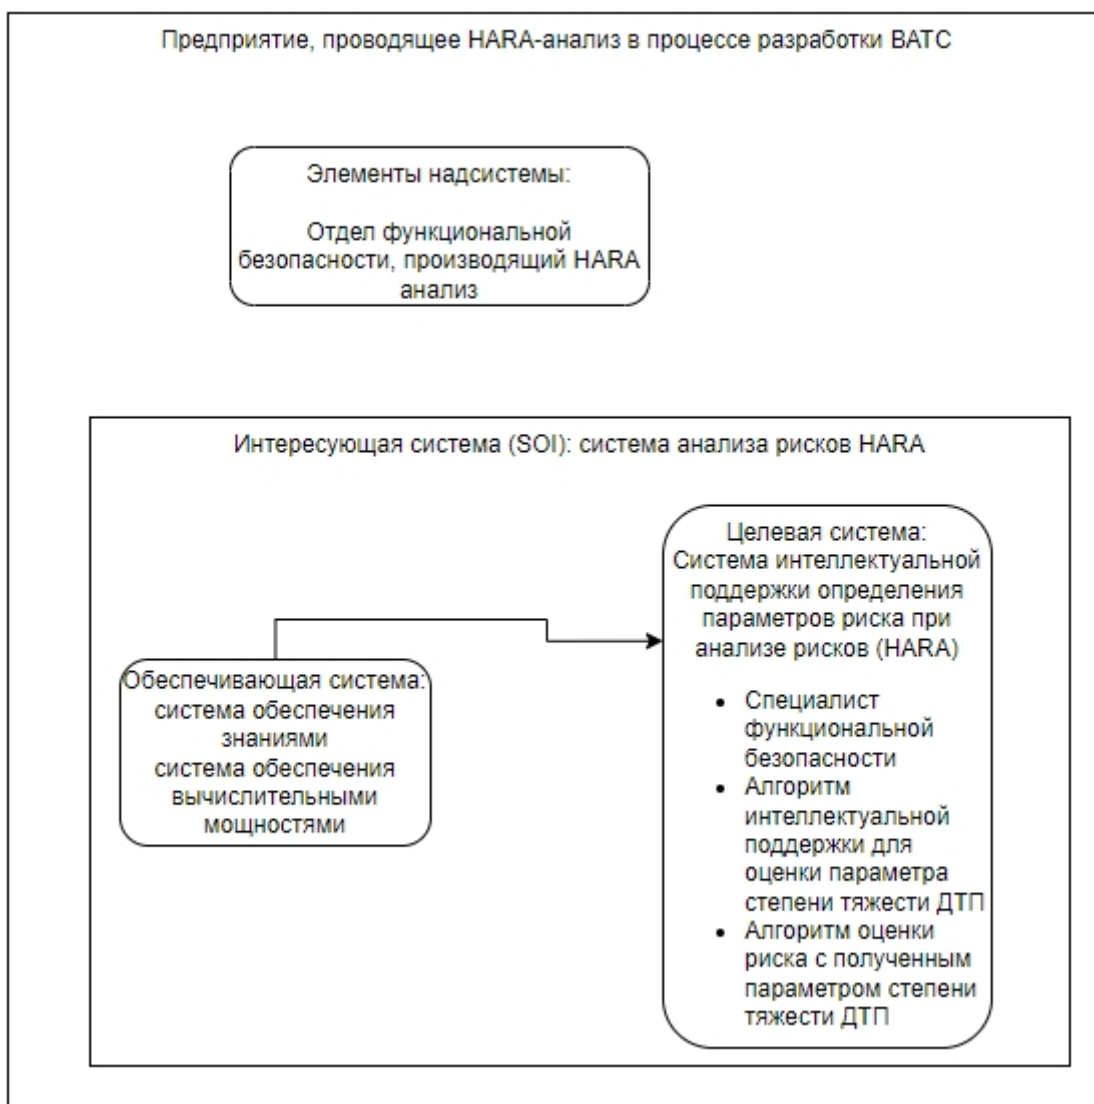 Предприятие, проводящее HARA-анализ в процессе разработки ВАТС
Элементы надсистемы:
Отдел функциональной
безопасности, производящий HARA
анализ
Интересующая система (SOI): система анализа рисков HARA
Обеспечивающая система:
система обеспечения
знаниями
система обеспечения
вычислительными
мощностями
Целевая система:
Система интеллектуальной
поддержки определения
параметров риска при
анализе рисков (HARA)
• Специалист
функциональной
безопасности
• Алгоритм
интеллектуальной
поддержки для
оценки параметра
степени тяжести ДТП
• Алгоритм оценки
риска с полученным
параметром степени
тяжести ДТП